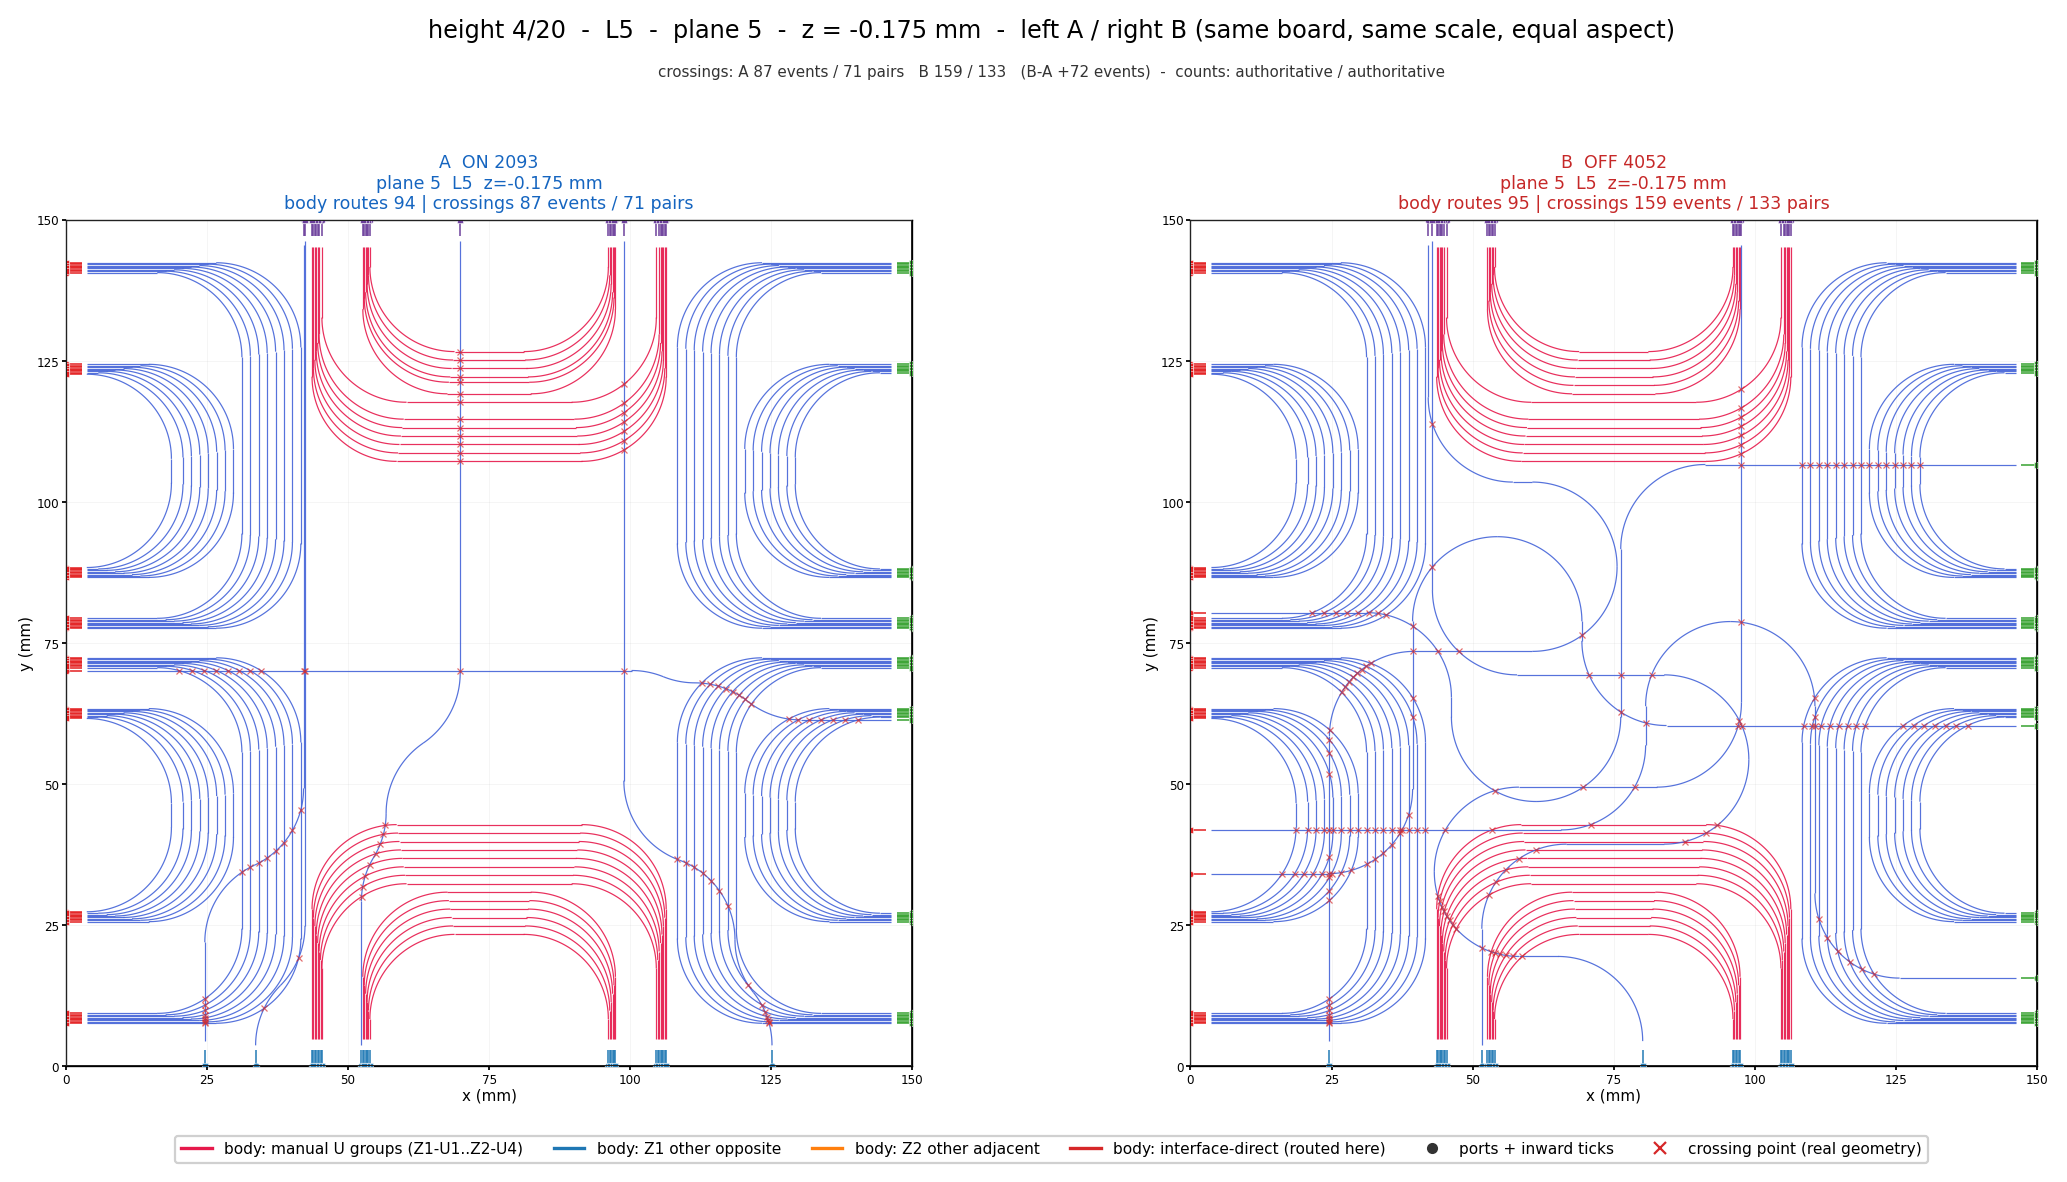 height 4/20 - L5 - plane 5 - z = -0.175 mm - left A / right B (same board, same scale, equal aspect)
crossings: A 87 events / 71 pairs B 159 / 133 (B-A +72 events) - counts: authoritative / authoritative
A ON 2093
plane 5 L5 z=-0.175 mm
body routes 94 | crossings 87 events / 71 pairs
150
125
100
75
50
25
0
y (mm)
0 25 50 75 100 125 150
x (mm)
B OFF 4052
plane 5 L5 z=-0.175 mm
body routes 95 | crossings 159 events / 133 pairs
150
125
100
75
50
25
0
y (mm)
0 25 50 75 100 125 150
x (mm)
body: manual U groups (Z1-U1..Z2-U4) body: Z1 other opposite body: Z2 other adjacent body: interface-direct (routed here) ports + inward ticks crossing point (real geometry)